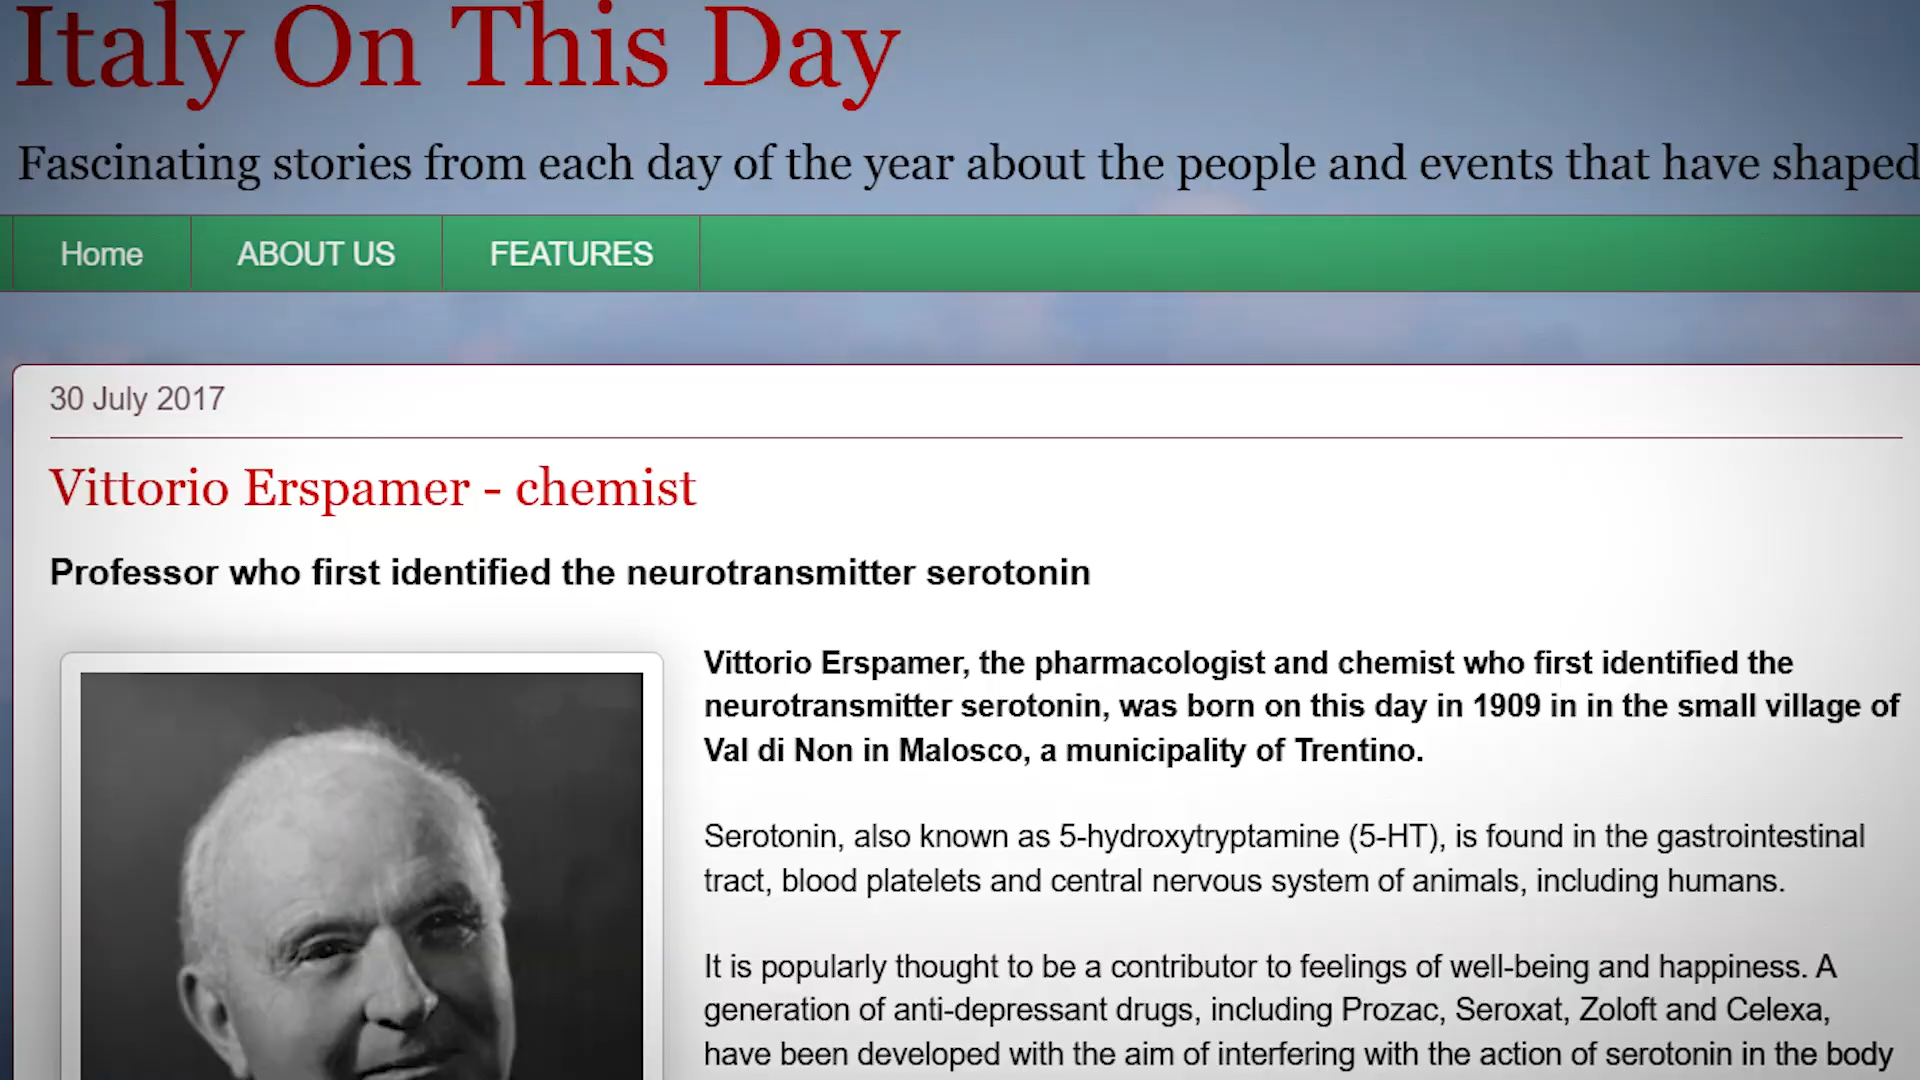 Italy On This Day
Fascinating stories from each day of the year about the people and events that have shaped
Home
ABOUT US
FEATURES
30 July 2017
Vittorio Erspamer - chemist
Professor who first identified the neurotransmitter serotonin
Vittorio Erspamer, the pharmacologist and chemist who first identified the
neurotransmitter serotonin, was born on this day in 1909 in in the small village of
Val di Non in Malosco, a municipality of Trentino.
Serotonin, also known as 5-hydroxytryptamine (5-HT), is found in the gastrointestinal
tract, blood platelets and central nervous system of animals, including humans.
It is popularly thought to be a contributor to feelings of well-being and happiness. A
generation of anti-depressant drugs, including Prozac, Seroxat, Zoloft and Celexa,
have been developed with the aim of interfering with the action of serotonin in the body